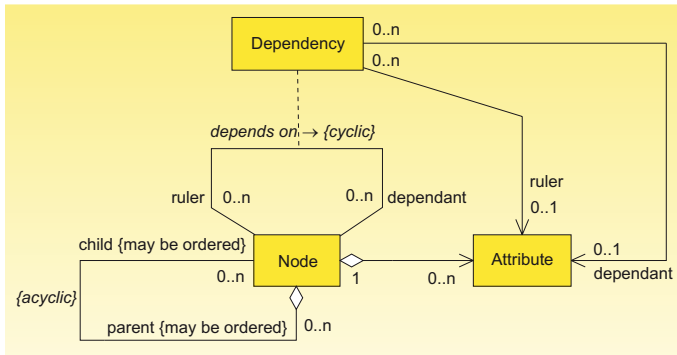 Dependency
0..n
0..n
depends on → {cyclic}
ruler
0..n
0..n
dependant
ruler
0..1
child {may be ordered}
0..n
Node
1
0..n
Attribute
0..1
dependant
{acyclic}
parent {may be ordered}
0..n